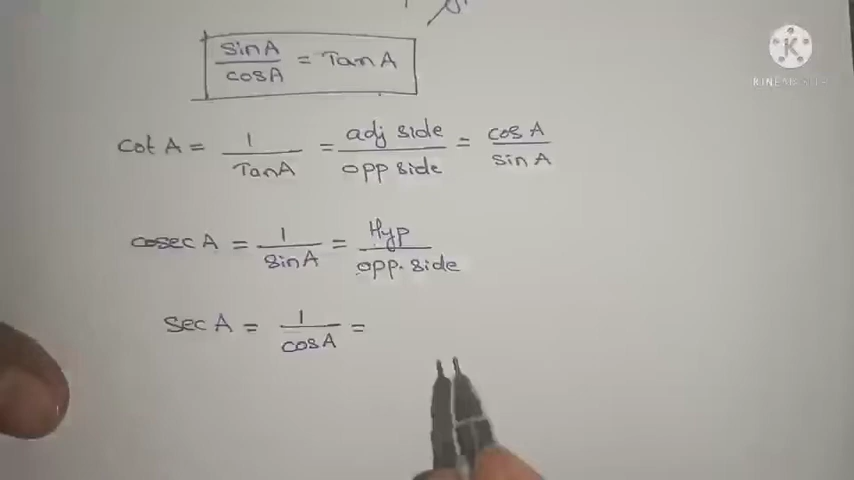 sinA / cosA = TanA
cot A = 1 / TanA = adj side / opp side = cos A / sin A
cosec A = 1 / sinA = Hyp / opp. side
sec A = 1 / cosA =